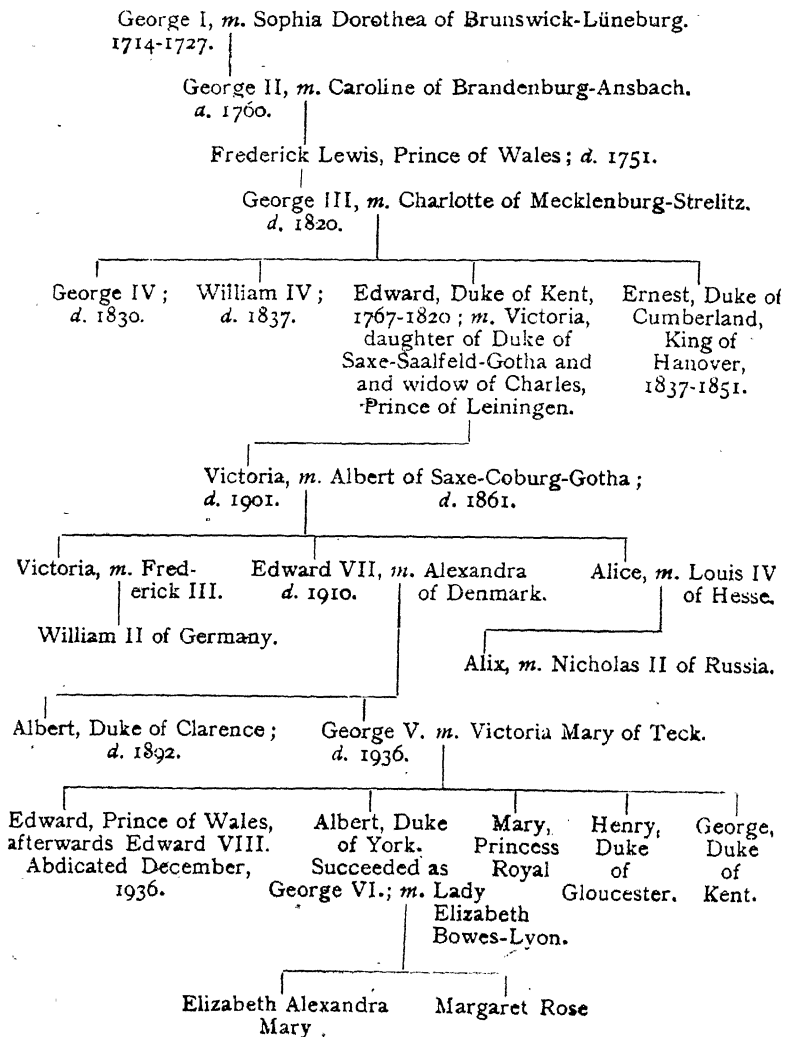 George I, m. Sophia Dorothea of Brunswick-Lüneburg.
1714-1727.
George II, m. Caroline of Brandenburg-Ansbach.
a. 1760.
Frederick Lewis, Prince of Wales; d. 1751.
George III, m. Charlotte of Mecklenburg-Strelitz.
d. 1820.
George IV;
d. 1830.
William IV;
d. 1837.
Edward, Duke of Kent,
1767-1820; m. Victoria,
daughter of Duke of
Saxe-Saalfeld-Gotha and
and widow of Charles,
Prince of Leiningen.
Ernest, Duke of
Cumberland,
King of
Hanover,
1837-1851.
Victoria, m. Albert of Saxe-Coburg-Gotha;
d. 1901. d. 1861.
Victoria, m. Fred-
erick III.
Edward VII, m. Alexandra
d. 1910. of Denmark.
Alice, m. Louis IV
of Hesse.
William II of Germany.
Alix, m. Nicholas II of Russia.
Albert, Duke of Clarence;
d. 1892.
George V. m. Victoria Mary of Teck.
d. 1936.
Edward, Prince of Wales,
afterwards Edward VIII.
Abdicated December,
1936.
Albert, Duke
of York.
Succeeded as
George VI.; m. Lady
Elizabeth
Bowes-Lyon.
Mary,
Princess
Royal
Henry,
Duke
of
Gloucester.
George,
Duke
of
Kent.
Elizabeth Alexandra
Mary
Margaret Rose